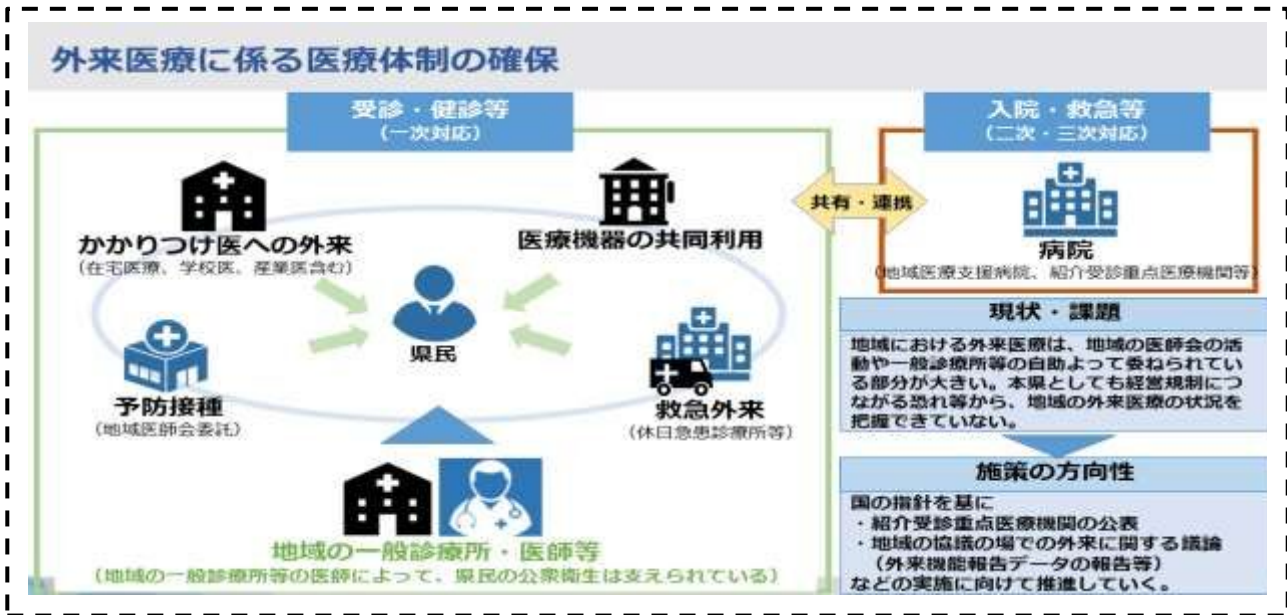 外来医療に係る医療体制の確保
受診・健診等
（一次対応）
かかりつけ医への外来
（在宅医療、学校医、産業医含む）
医療機器の共同利用
県民
予防接種
（地域医師会委託）
救急外来
（休日急患診療所等）
地域の一般診療所・医師等
（地域の一般診療所等の医師によって、県民の公衆衛生は支えられている）
共有・連携
入院・救急等
（二次・三次対応）
病院
（地域医療支援病院、紹介受診重点医療機関等）
現状・課題
地域における外来医療は、地域の医師会の活
動や一般診療所等の自助よって委ねられてい
る部分が大きい。本県としても経営規制につ
ながる恐れ等から、地域の外来医療の状況を
把握できていない。
施策の方向性
国の指針を基に
・紹介受診重点医療機関の公表
・地域の協議の場での外来に関する議論
（外来機能報告データの報告等）
などの実施に向けて推進していく。